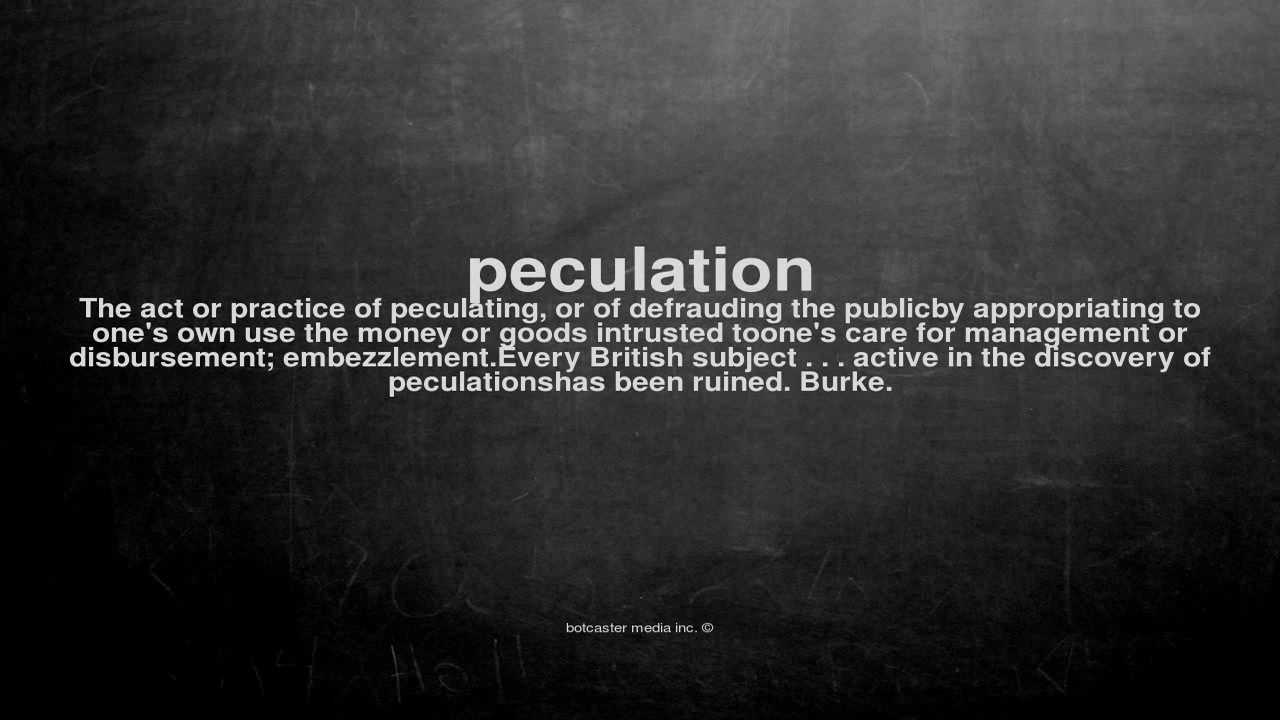 peculation
The act or practice of peculating, or of defrauding the publicby appropriating to
one's own use the money or goods intrusted toone's care for management or
disbursement; embezzlement.Every British subject . . . active in the discovery of
peculationshas been ruined. Burke.
botcaster media inc. ©